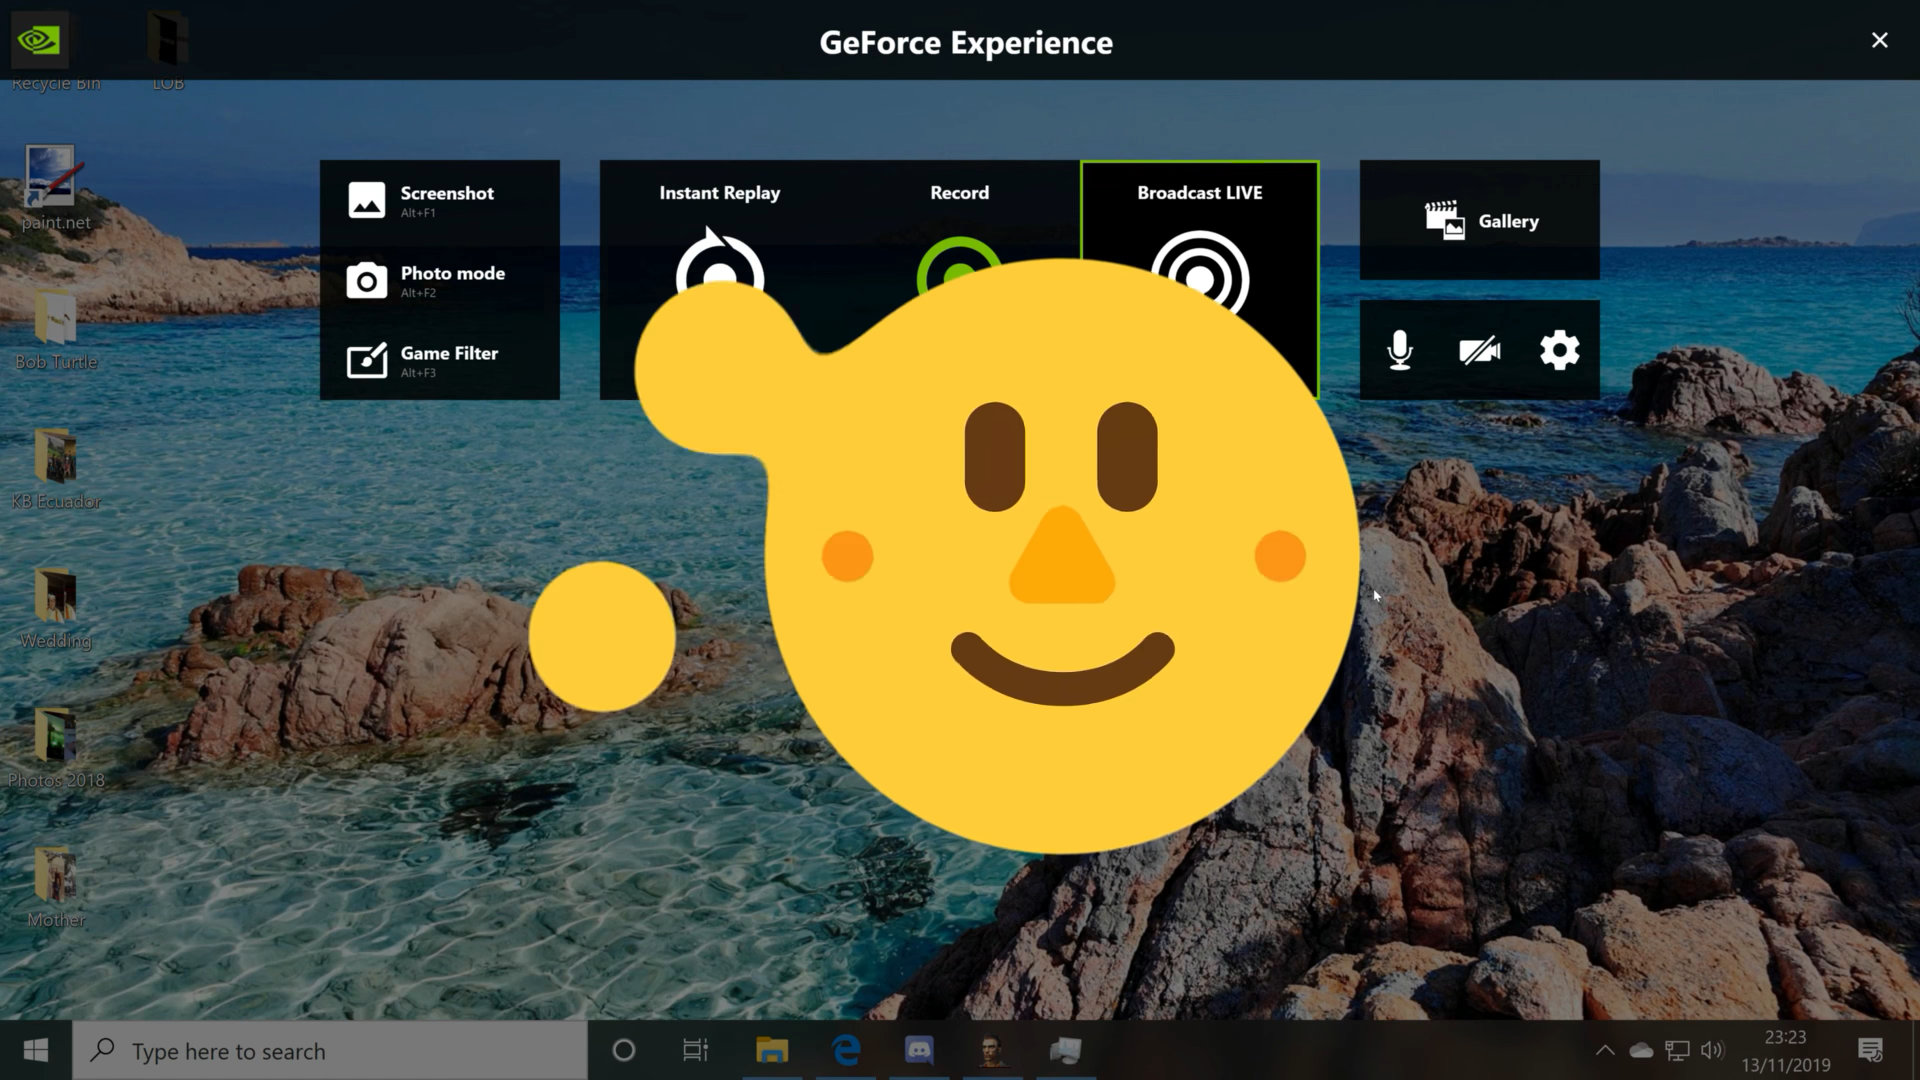 GeForce Experience
Recycle Bin
LOB
paint.net
Bob Turtle
KB Ecuador
Wedding
Photos 2018
Mother
Screenshot
Alt+F1
Photo mode
Alt+F2
Game Filter
Alt+F3
Instant Replay
Record
Broadcast LIVE
Gallery
Type here to search
23:23
13/11/2019